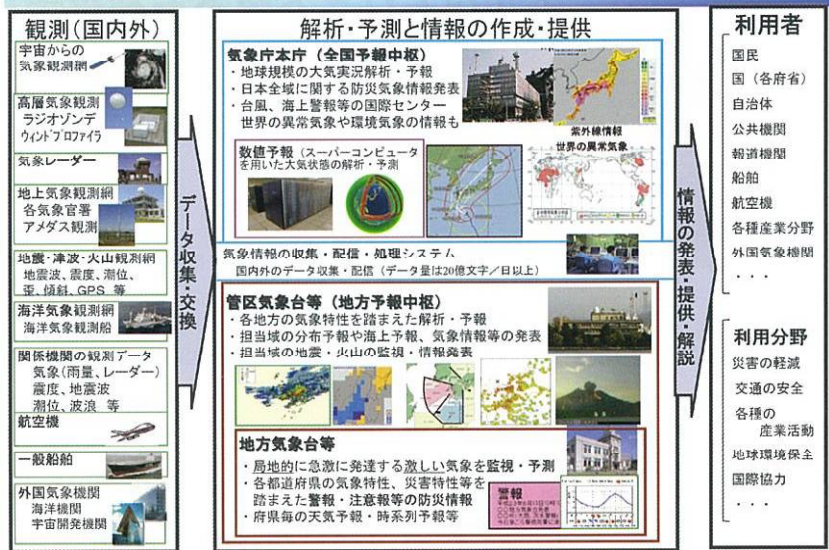 観測（国内外）
宇宙からの
気象観測網
高層気象観測
ラジオゾンデ
ウィンドプロファイラ
気象レーダー
地上気象観測網
各気象官署
アメダス観測
地震・津波・火山観測網
地震波、震度、潮位、
歪、傾斜、GPS 等
海洋気象観測網
海洋気象観測船
関係機関の観測データ
気象（雨量、レーダー）
震度、地震波
潮位、波浪 等
航空機
一般船舶
外国気象機関
海洋機関
宇宙開発機関
データ収集・交換
解析・予測と情報の作成・提供
気象庁本庁（全国予報中枢）
・地球規模の大気実況解析・予報
・日本全域に関する防災気象情報発表
・台風、海上警報等の国際センター
世界の異常気象や環境気象の情報も
紫外線情報
世界の異常気象
数値予報（スーパーコンピュータ
を用いた大気状態の解析・予測）
気象情報の収集・配信・処理システム
国内外のデータ収集・配信（データ量は20億文字／日以上）
管区気象台等（地方予報中枢）
・各地方の気象特性を踏まえた解析・予報
・担当域の分布予報や海上予報、気象情報等の発表
・担当域の地震・火山の監視・情報発表
地方気象台等
・局地的に急激に発達する激しい気象を監視・予測
・各都道府県の気象特性、災害特性等を
踏まえた警報・注意報等の防災情報
・府県毎の天気予報・時系列予報等
警報
情報の発表・提供・解説
利用者
国民
国（各府省）
自治体
公共機関
報道機関
船舶
航空機
各種産業分野
外国気象機関
・・・
利用分野
災害の軽減
交通の安全
各種の
産業活動
地球環境保全
国際協力
・・・